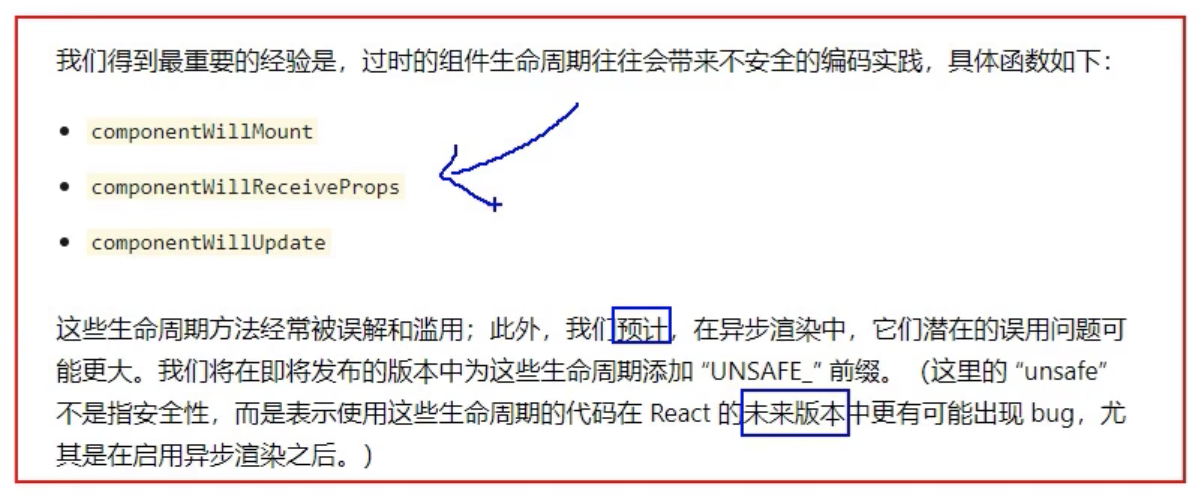 我们得到最重要的经验是，过时的组件生命周期往往会带来不安全的编码实践，具体函数如下：
componentWillMount
componentWillReceiveProps
componentWillUpdate
这些生命周期方法经常被误解和滥用；此外，我们预计，在异步渲染中，它们潜在的误用问题可
能更大。我们将在即将发布的版本中为这些生命周期添加 “UNSAFE_” 前缀。（这里的 “unsafe”
不是指安全性，而是表示使用这些生命周期的代码在 React 的未来版本中更有可能出现 bug，尤
其是在启用异步渲染之后。）